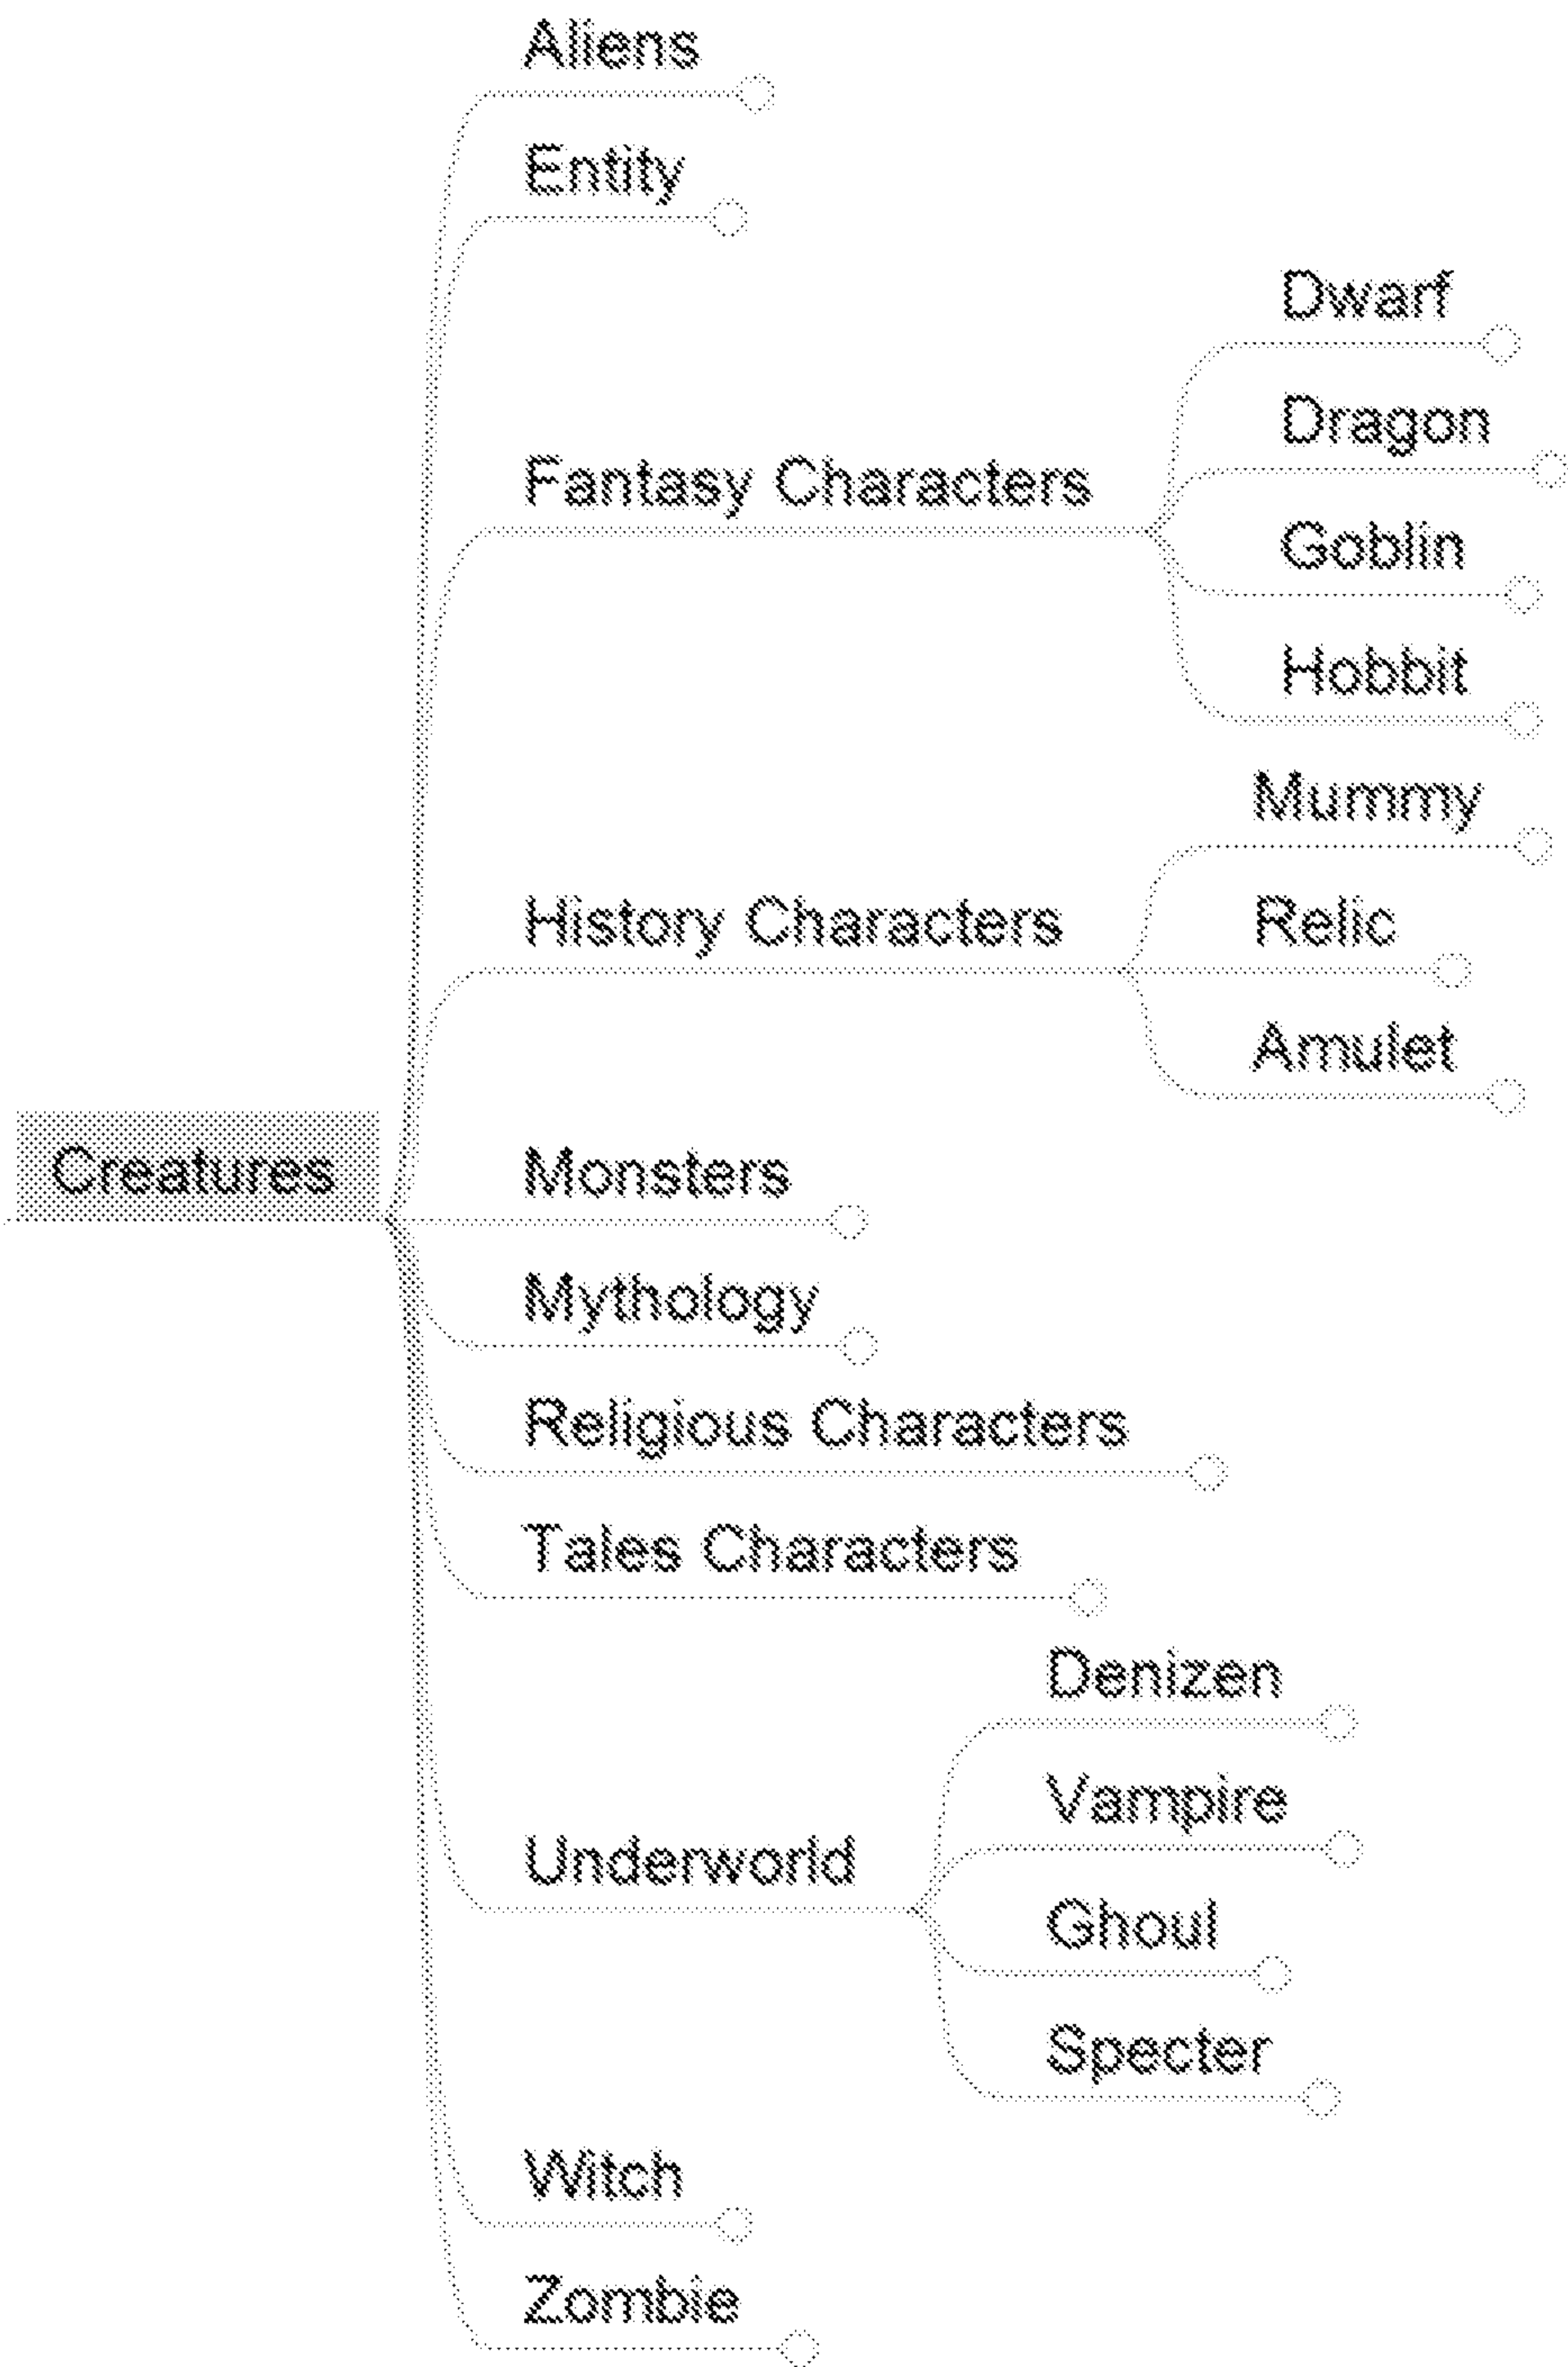 Aliens
Entity
Dwarf
Dragon
Fantasy Characters
Goblin
Hobbit
Mummy
History Characters
Relic
Amulet
Creatures
Monsters
Mythology
Religious Characters
Tales Characters
Denizen
Vampire
Underworld
Ghoul
Specter
Witch
Zombie